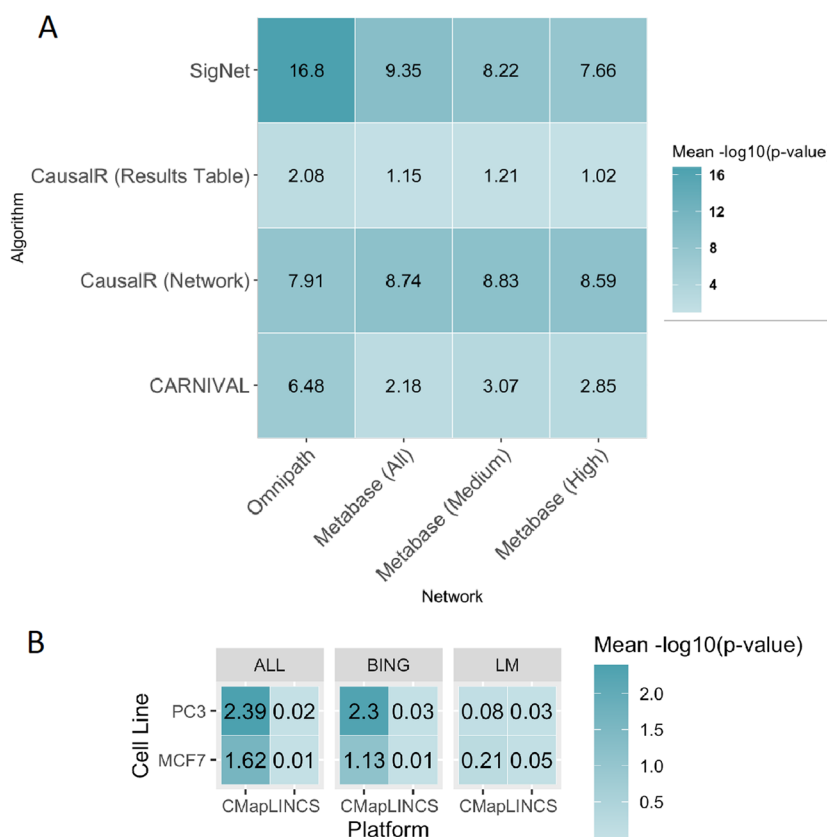 A
SigNet
16.8 9.35 8.22 7.66
CausalR (Results Table)
2.08 1.15 1.21 1.02
CausalR (Network)
7.91 8.74 8.83 8.59
CARNIVAL
6.48 2.18 3.07 2.85
Algorithm
Omnipath
Metabase (All)
Metabase (Medium)
Metabase (High)
Network
Mean -log10(p-value
16
12
8
4
B
ALL BING LM
PC3
2.39 0.02 2.3 0.03 0.08 0.03
MCF7
1.62 0.01 1.13 0.01 0.21 0.05
Cell Line
CMapLINCS CMapLINCS CMapLINCS
Platform
Mean -log10(p-value)
2.0
1.5
1.0
0.5